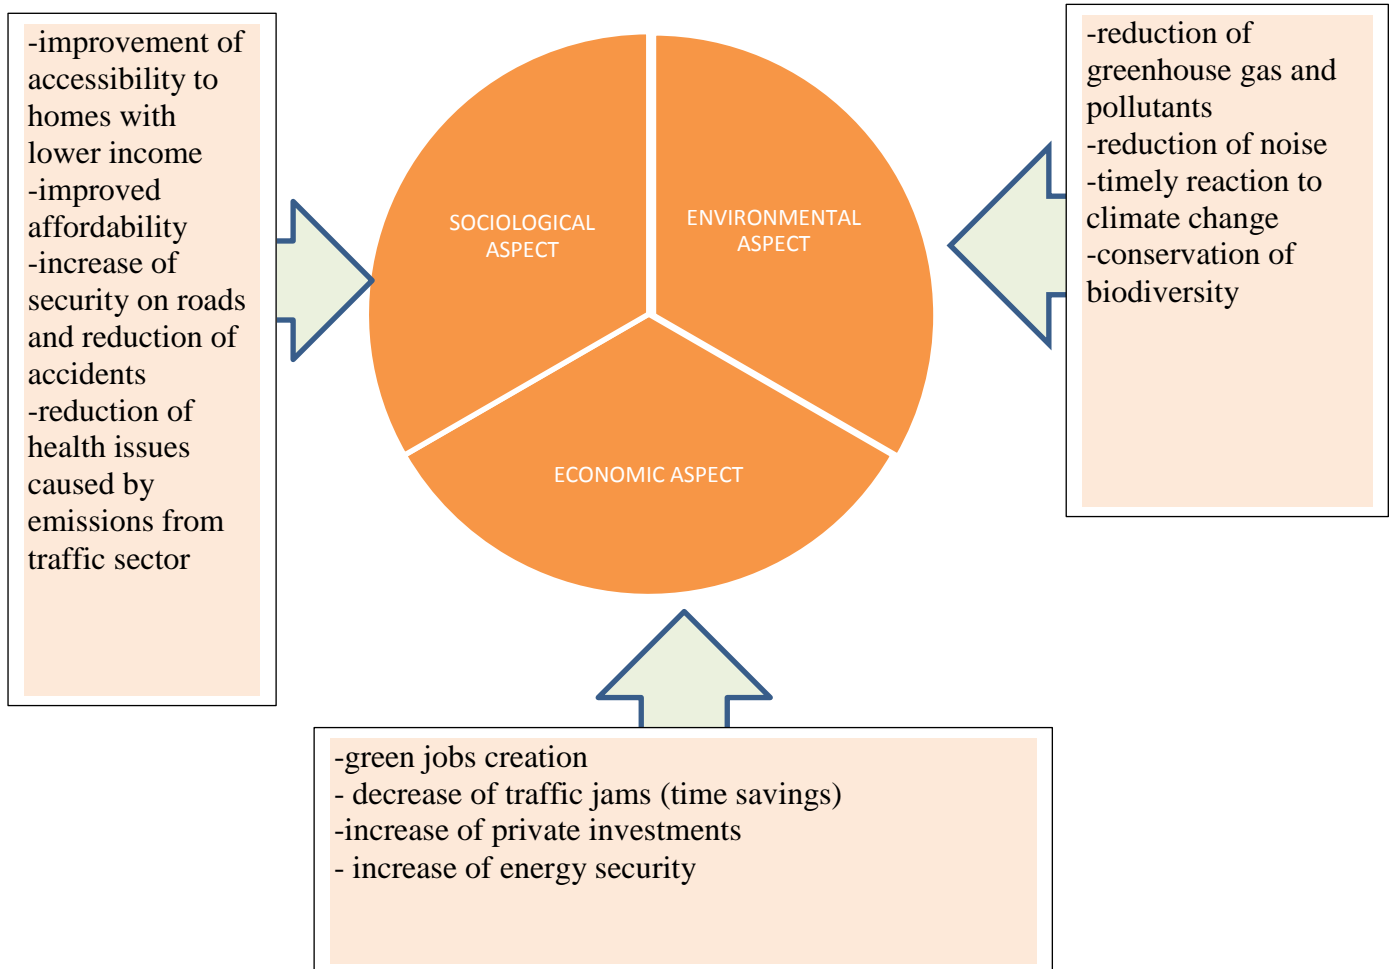 -improvement of
accessibility to
homes with
lower income
-improved
affordability
-increase of
security on roads
and reduction of
accidents
-reduction of
health issues
caused by
emissions from
traffic sector
SOCIOLOGICAL
ASPECT
ENVIRONMENTAL
ASPECT
ECONOMIC ASPECT
-reduction of
greenhouse gas and
pollutants
-reduction of noise
-timely reaction to
climate change
-conservation of
biodiversity
-green jobs creation
- decrease of traffic jams (time savings)
-increase of private investments
- increase of energy security